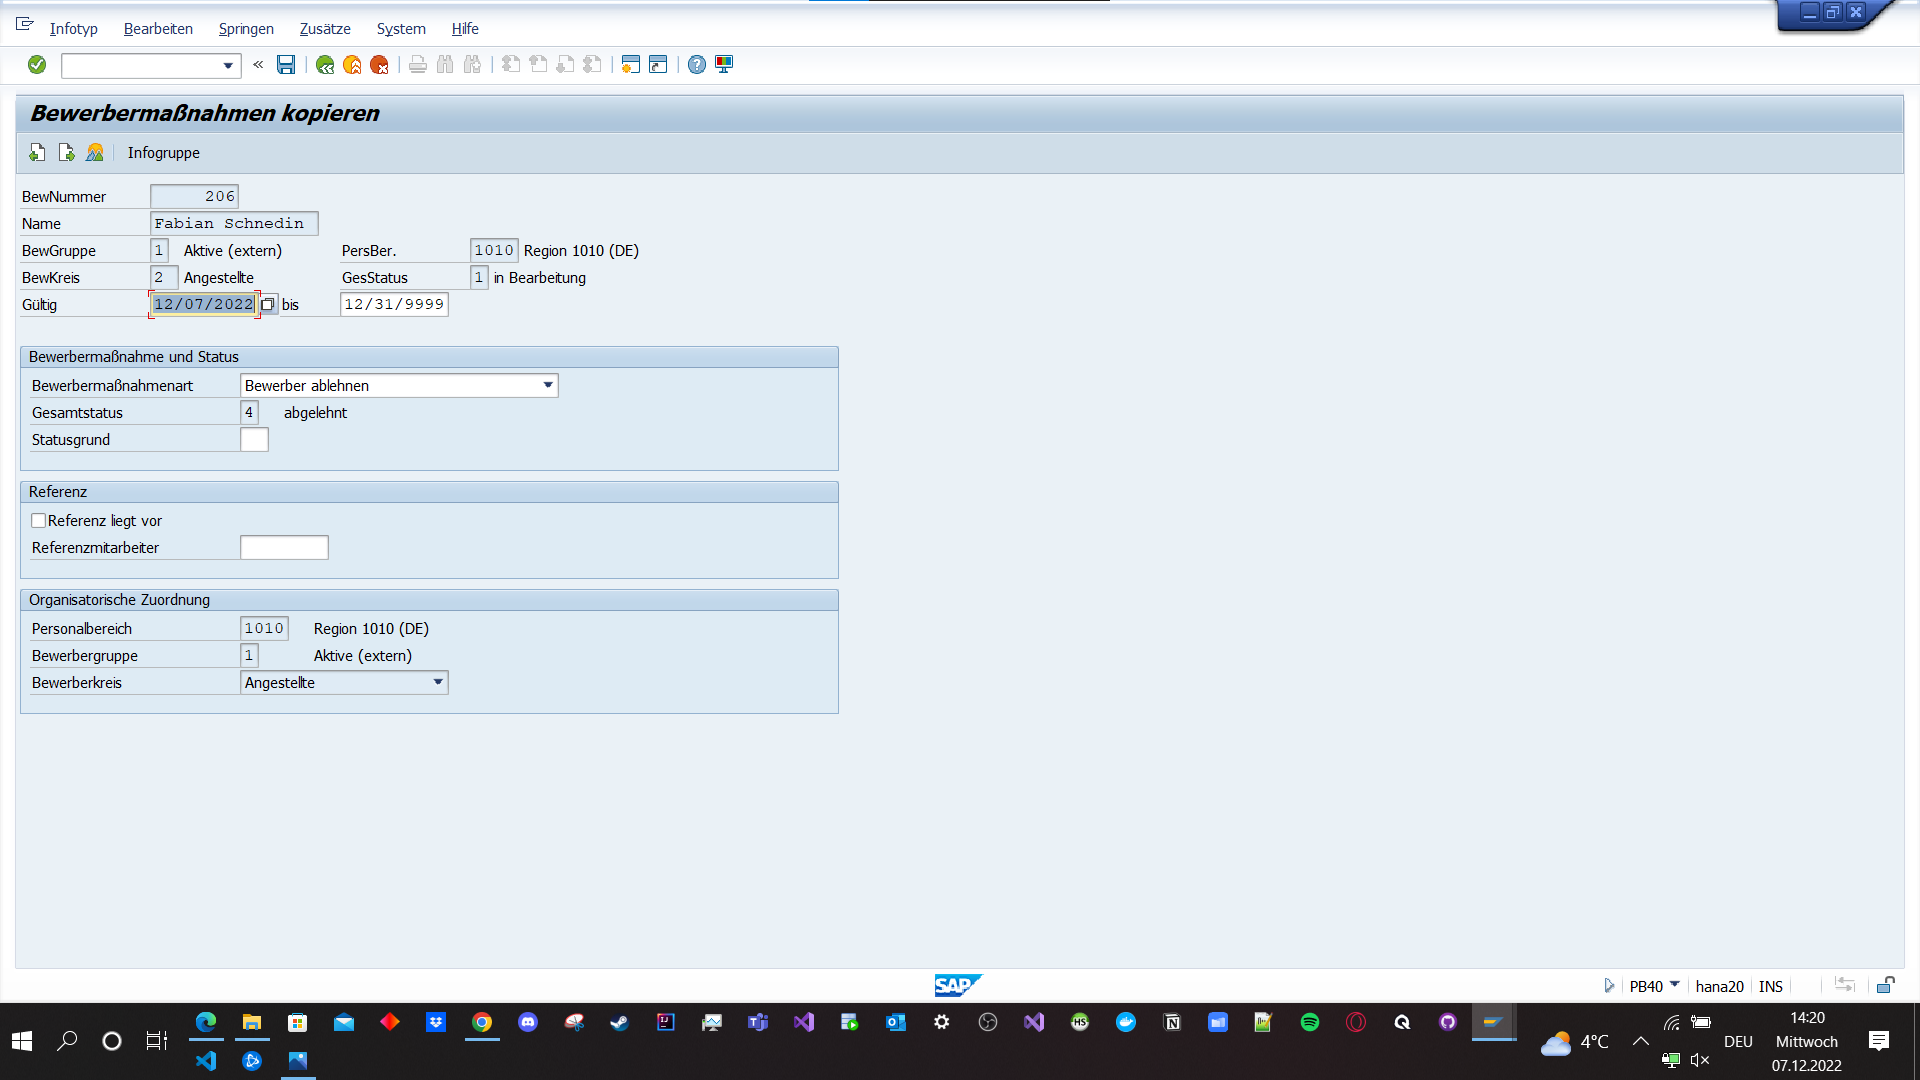 Infotyp Bearbeiten Springen Zusätze System Hilfe
Bewerbermaßnahmen kopieren
Infogruppe
BewNummer 206
Name Fabian Schnedin
BewGruppe 1 Aktive (extern) PersBer. 1010 Region 1010 (DE)
BewKreis 2 Angestellte GesStatus 1 in Bearbeitung
Gültig 12/07/2022 bis 12/31/9999
Bewerbermaßnahme und Status
Bewerbermaßnahmenart Bewerber ablehnen
Gesamtstatus 4 abgelehnt
Statusgrund
Referenz
Referenz liegt vor
Referenzmitarbeiter
Organisatorische Zuordnung
Personalbereich 1010 Region 1010 (DE)
Bewerbergruppe 1 Aktive (extern)
Bewerberkreis Angestellte
SAP
PB40 hana20 INS
4°C DEU
14:20
Mittwoch
07.12.2022